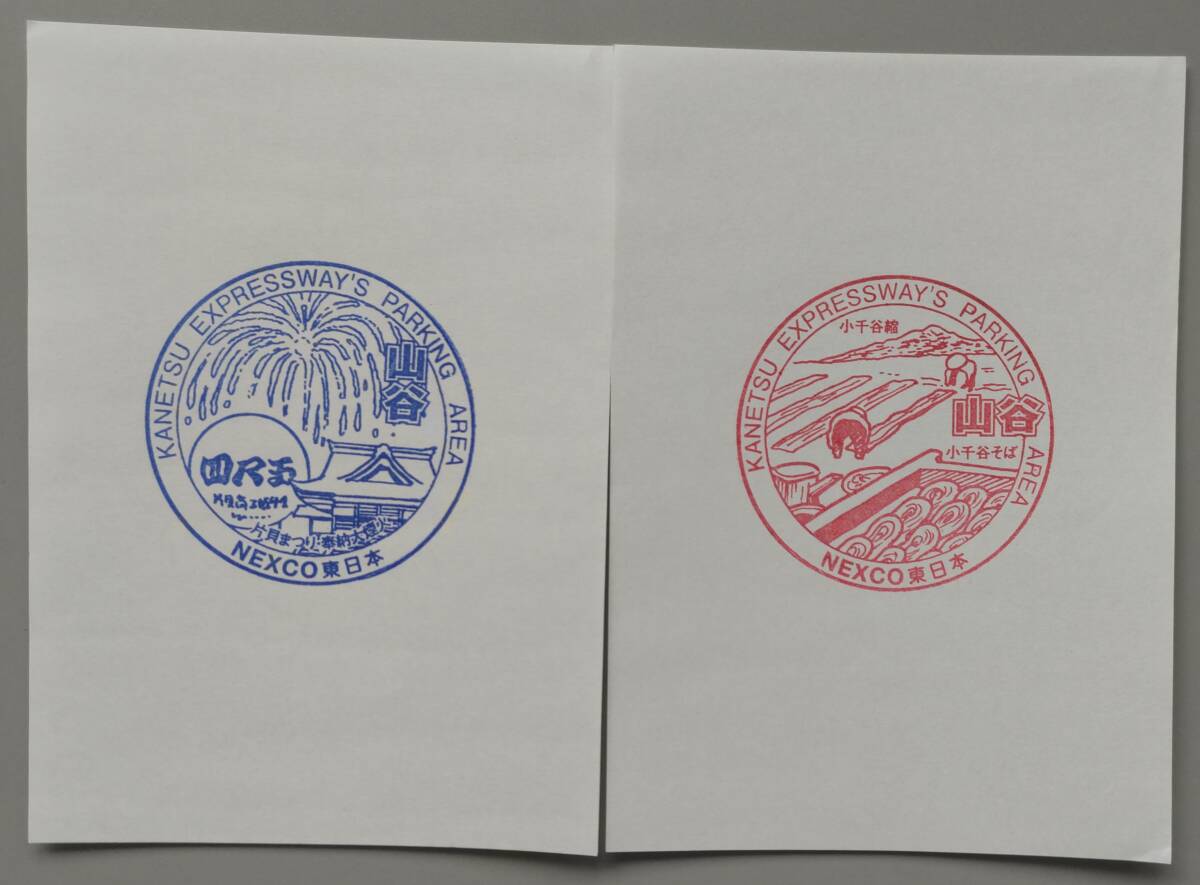 KANETSU EXPRESSWAY'S PARKING AREA
山谷
四尺玉
片貝まつり・奉納大煙火
NEXCO東日本
KANETSU EXPRESSWAY'S PARKING AREA
小千谷縮
山谷
小千谷そば
NEXCO東日本